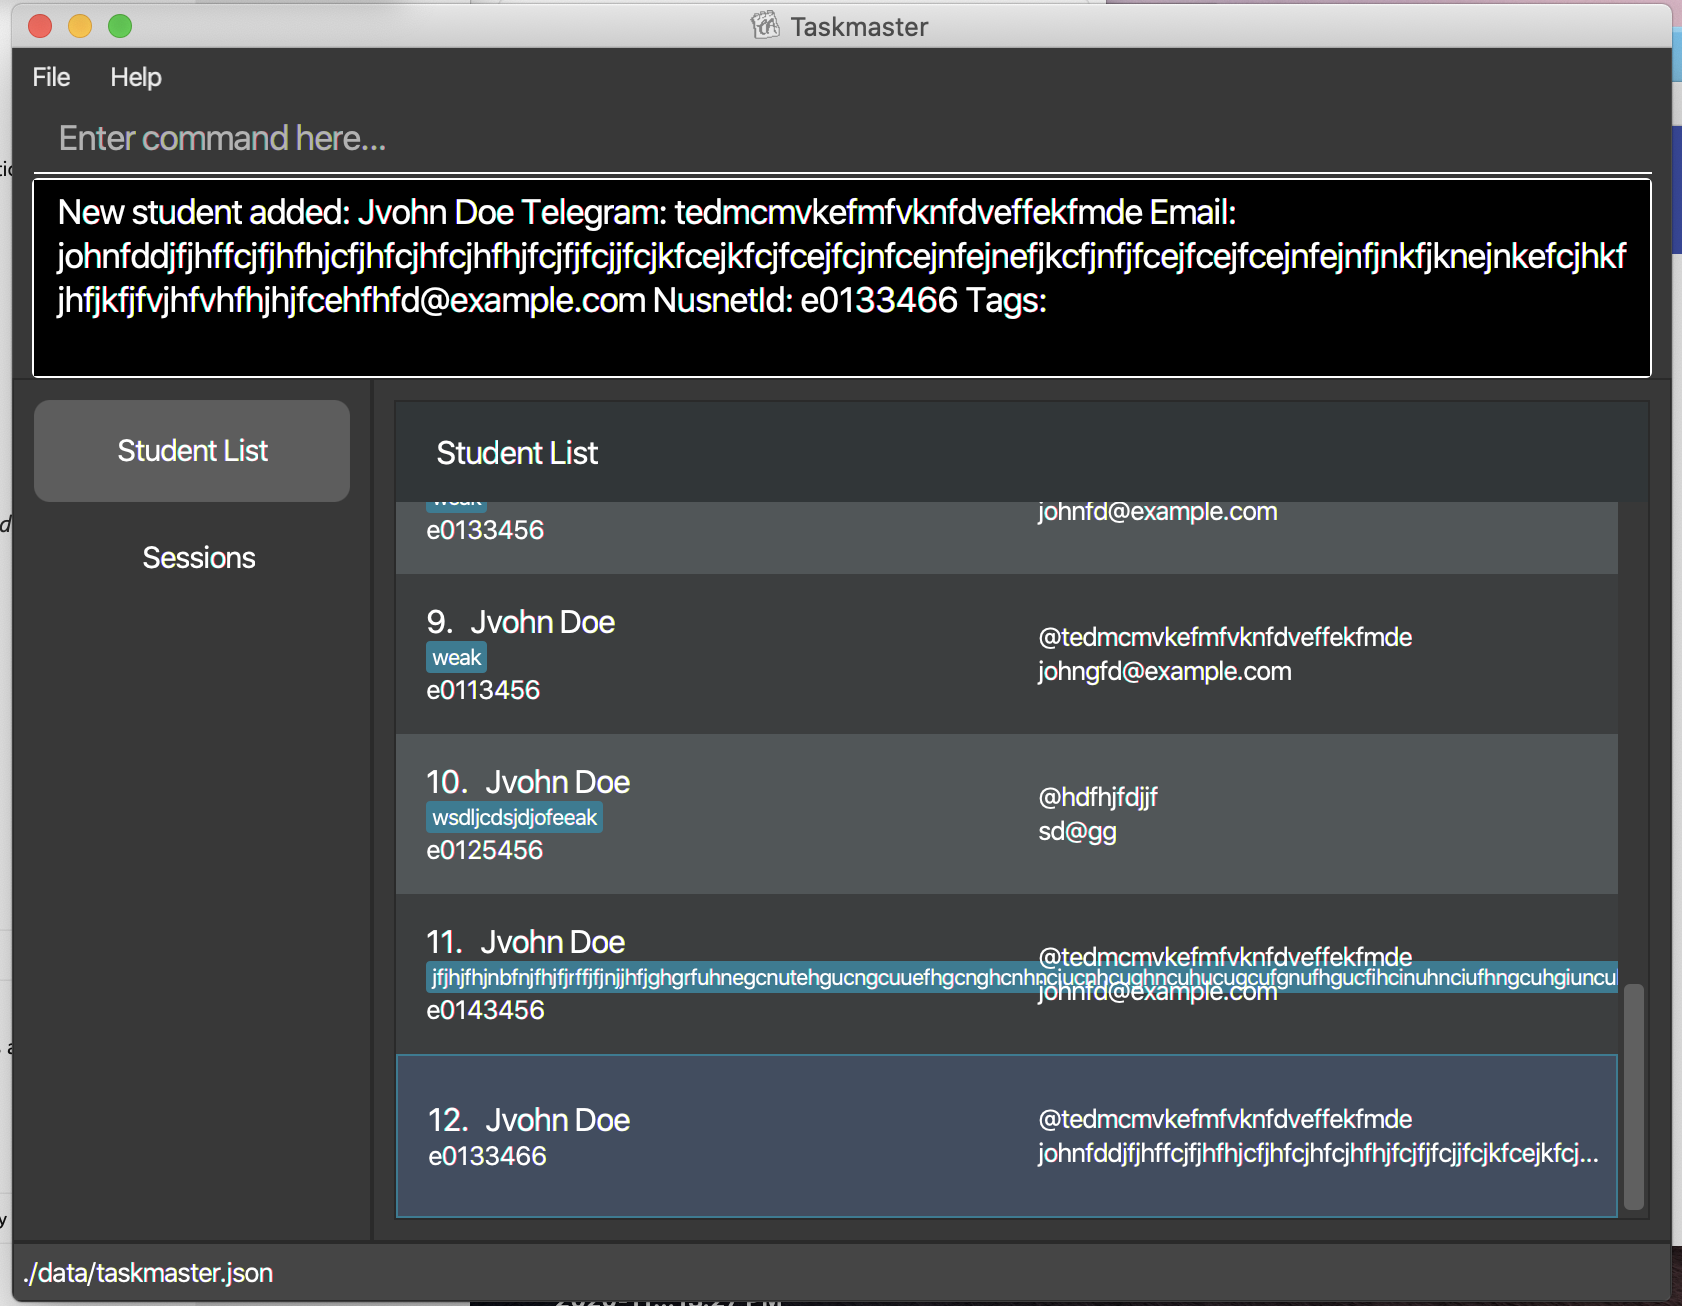 Taskmaster
File Help
Enter command here...
New student added: Jvohn Doe Telegram: tedmcmvkefmfvknfdveffekfmde Email:
johnfddjfjhffcjfjhfhjcfjhfcjhfcjhfhjfcjfjfcjjfcjkfcejkfcjfcejfcjnfcejnfejnefjkcfjnfjfcejfcejfcejnfejnfjnkfjknejnkefcjhkf
jhfjkfjfvjhfvhfhjhjfcehfhfd@example.com NusnetId: e0133466 Tags:
Student List
Sessions
Student List
weak
e0133456
johnfd@example.com
9. Jvohn Doe
weak
e0113456
@tedmcmvkefmfvknfdveffekfmde
johngfd@example.com
10. Jvohn Doe
wsdljcdsjdjofeeak
e0125456
@hdfhjfdjjf
sd@gg
11. Jvohn Doe
e0143456
@tedmcmvkefmfvknfdveffekfmde
johnfd@example.com
12. Jvohn Doe
e0133466
@tedmcmvkefmfvknfdveffekfmde
johnfddjfjhffcjfjhfhjcfjhfcjhfcjhfhjfcjfjfcjjfcjkfcejkfcj...
./data/taskmaster.json